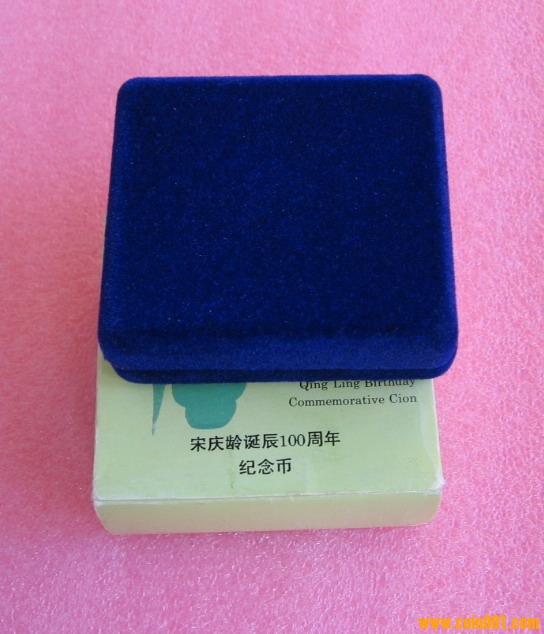 Qing Ling Birthday
Commemorative Cion
宋庆龄诞辰100周年
纪念币
www.coin001.com